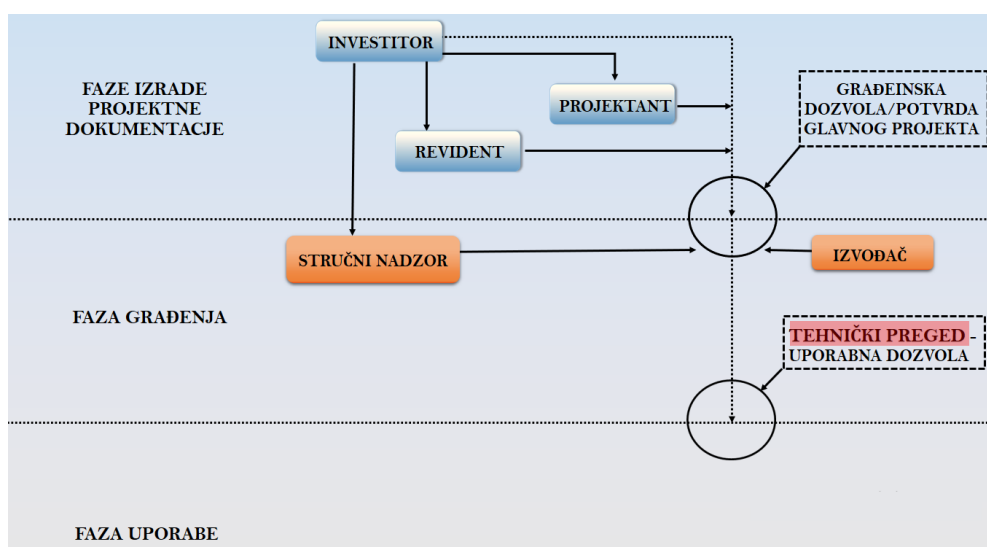 INVESTITOR
FAZE IZRADE
PROJEKTNE
DOKUMENTACJE
PROJEKTANT
GRAĐEINSKA
DOZVOLA/POTVRDA
GLAVNOG PROJEKTA
REVIDENT
STRUČNI NADZOR
IZVOĐAČ
FAZA GRAĐENJA
TEHNIČKI PREGED -
UPORABNA DOZVOLA
FAZA UPORABE